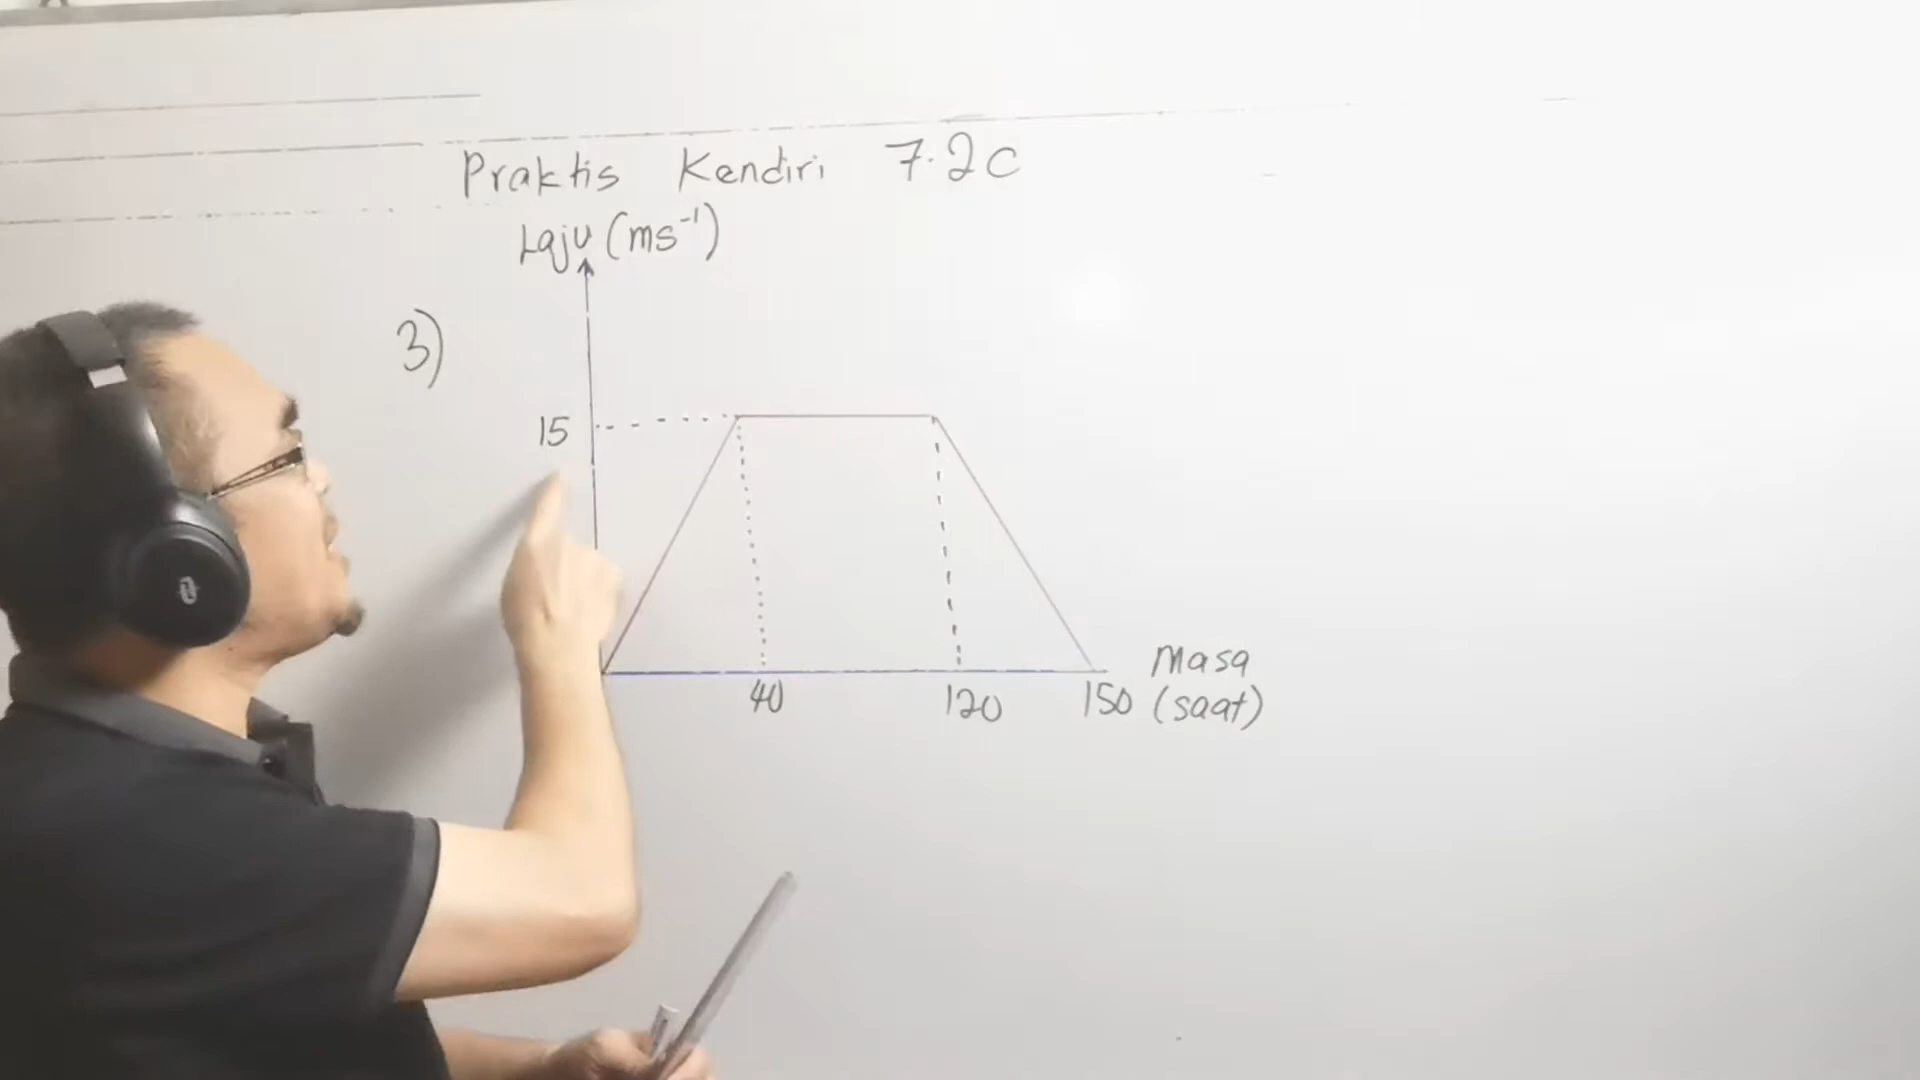 Praktis Kendiri 7.2C
Laju (ms⁻¹)
3)
15
40 120 150
Masa
(saat)